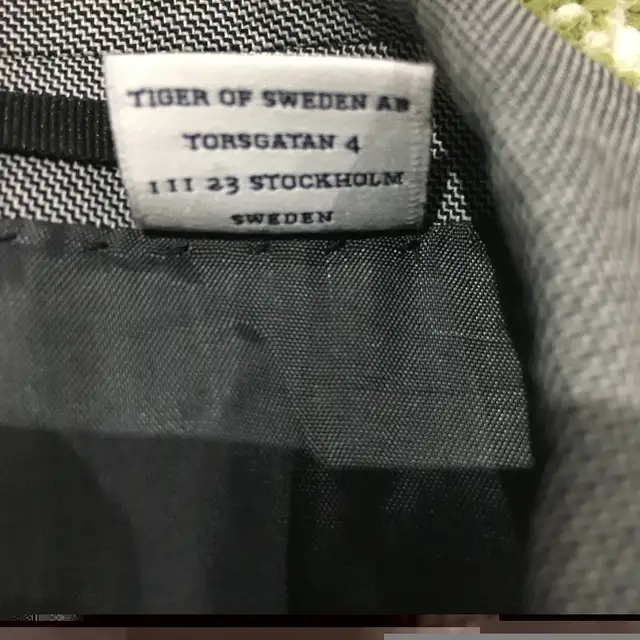 TIGER OF SWEDEN AB
TORSGATAN 4
111 23 STOCKHOLM
SWEDEN